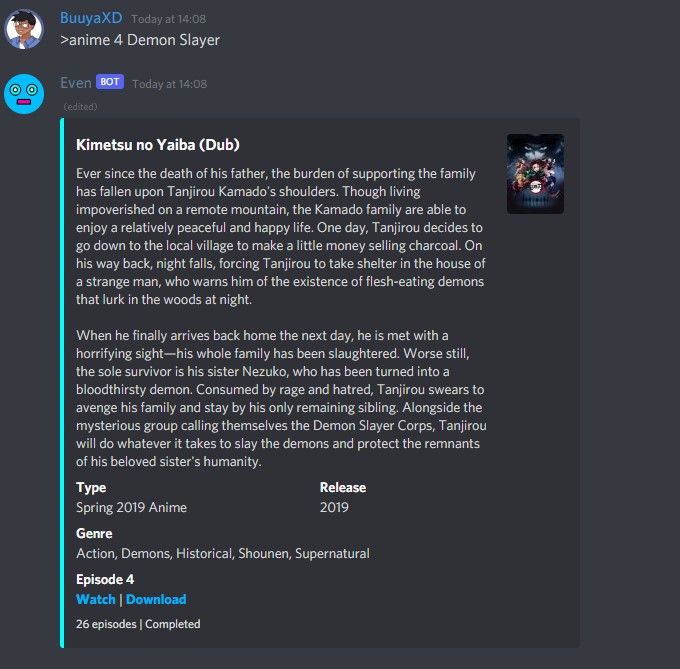 BuuyaXD Today at 14:08
>anime 4 Demon Slayer
Even BOT Today at 14:08
(edited)
Kimetsu no Yaiba (Dub)
Ever since the death of his father, the burden of supporting the family
has fallen upon Tanjirou Kamado's shoulders. Though living
impoverished on a remote mountain, the Kamado family are able to
enjoy a relatively peaceful and happy life. One day, Tanjirou decides to
go down to the local village to make a little money selling charcoal. On
his way back, night falls, forcing Tanjirou to take shelter in the house of
a strange man, who warns him of the existence of flesh-eating demons
that lurk in the woods at night.
When he finally arrives back home the next day, he is met with a
horrifying sight—his whole family has been slaughtered. Worse still,
the sole survivor is his sister Nezuko, who has been turned into a
bloodthirsty demon. Consumed by rage and hatred, Tanjirou swears to
avenge his family and stay by his only remaining sibling. Alongside the
mysterious group calling themselves the Demon Slayer Corps, Tanjirou
will do whatever it takes to slay the demons and protect the remnants
of his beloved sister's humanity.
Type Release
Spring 2019 Anime 2019
Genre
Action, Demons, Historical, Shounen, Supernatural
Episode 4
Watch | Download
26 episodes | Completed